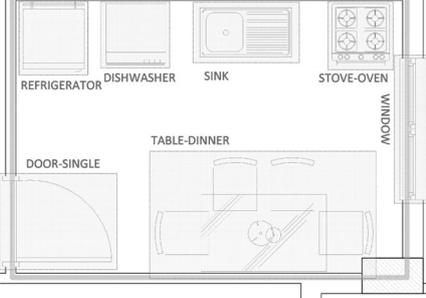 REFRIGERATOR
DISHWASHER
SINK
STOVE-OVEN
WINDOW
TABLE-DINNER
DOOR-SINGLE